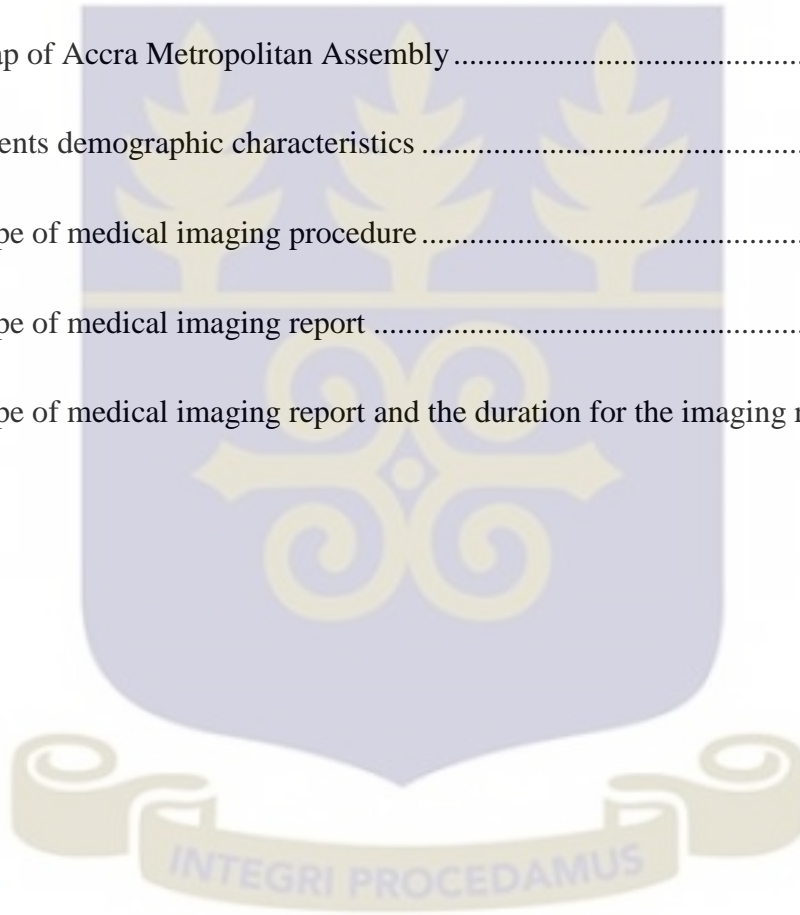 ap of Accra Metropolitan Assembly................................................
ents demographic characteristics ....................................................
pe of medical imaging procedure....................................................
pe of medical imaging report .........................................................
pe of medical imaging report and the duration for the imaging r
INTEGRI PROCEDAMUS